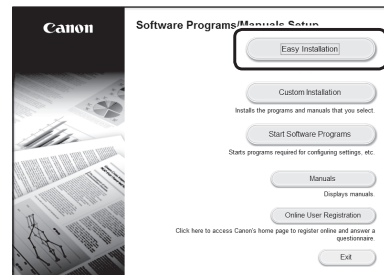 Canon
Software Programs/Manuals Setup
Easy Installation
Custom Installation
Installs the programs and manuals that you select.
Start Software Programs
Starts programs required for configuring settings, etc.
Manuals
Displays manuals.
Online User Registration
Click here to access Canon's home page to register online and answer a
questionnaire.
Exit